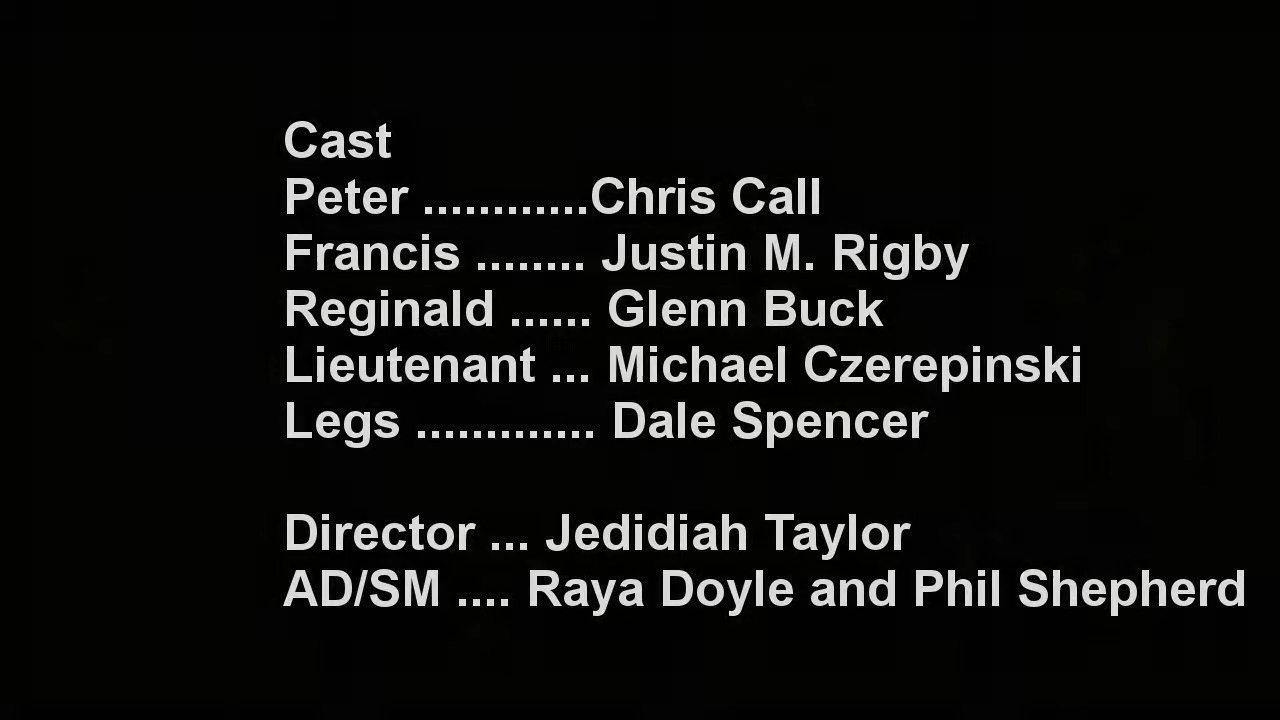 Cast
Peter ............Chris Call
Francis ........ Justin M. Rigby
Reginald ...... Glenn Buck
Lieutenant ... Michael Czerepinski
Legs ............. Dale Spencer
Director ... Jedidiah Taylor
AD/SM .... Raya Doyle and Phil Shepherd